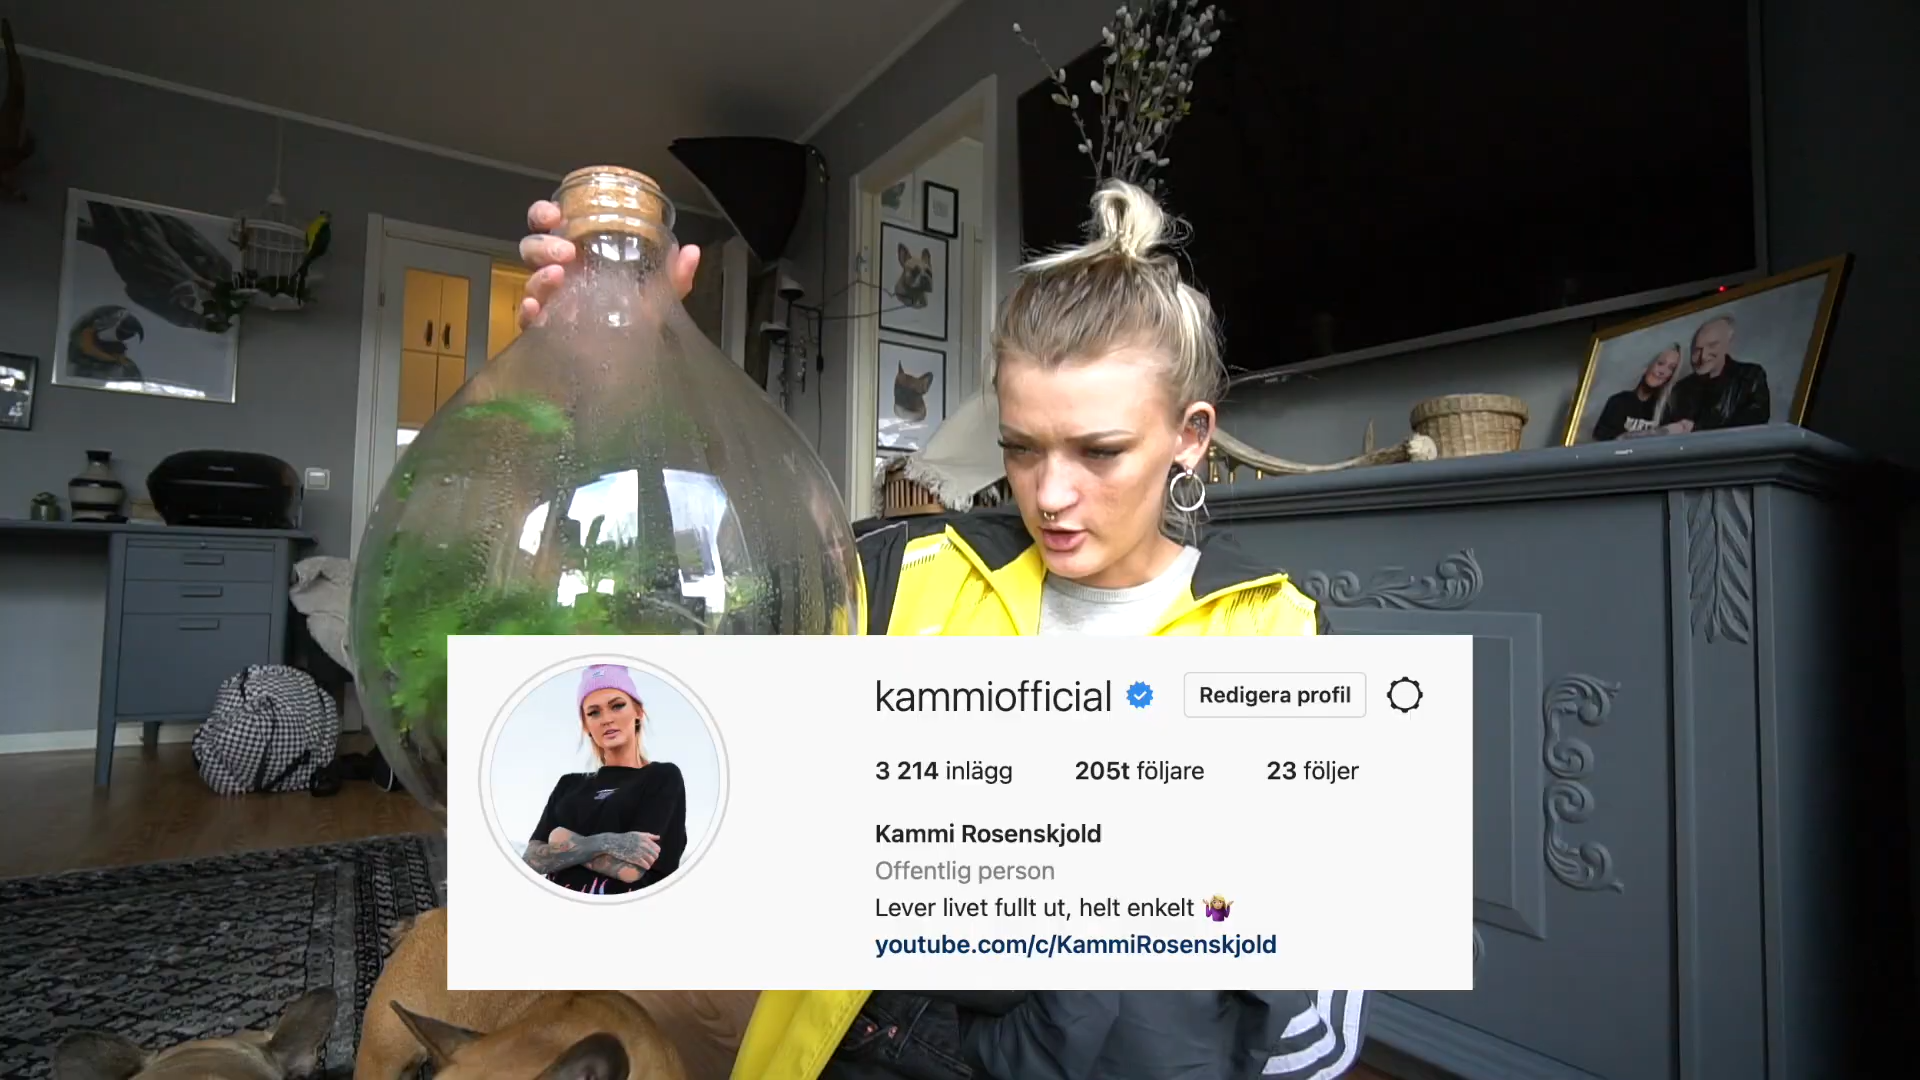 kammiofficial Redigera profil
3 214 inlägg 205t följare 23 följer
Kammi Rosenskjold
Offentlig person
Lever livet fullt ut, helt enkelt 🤷🏼‍♀️
youtube.com/c/KammiRosenskjold